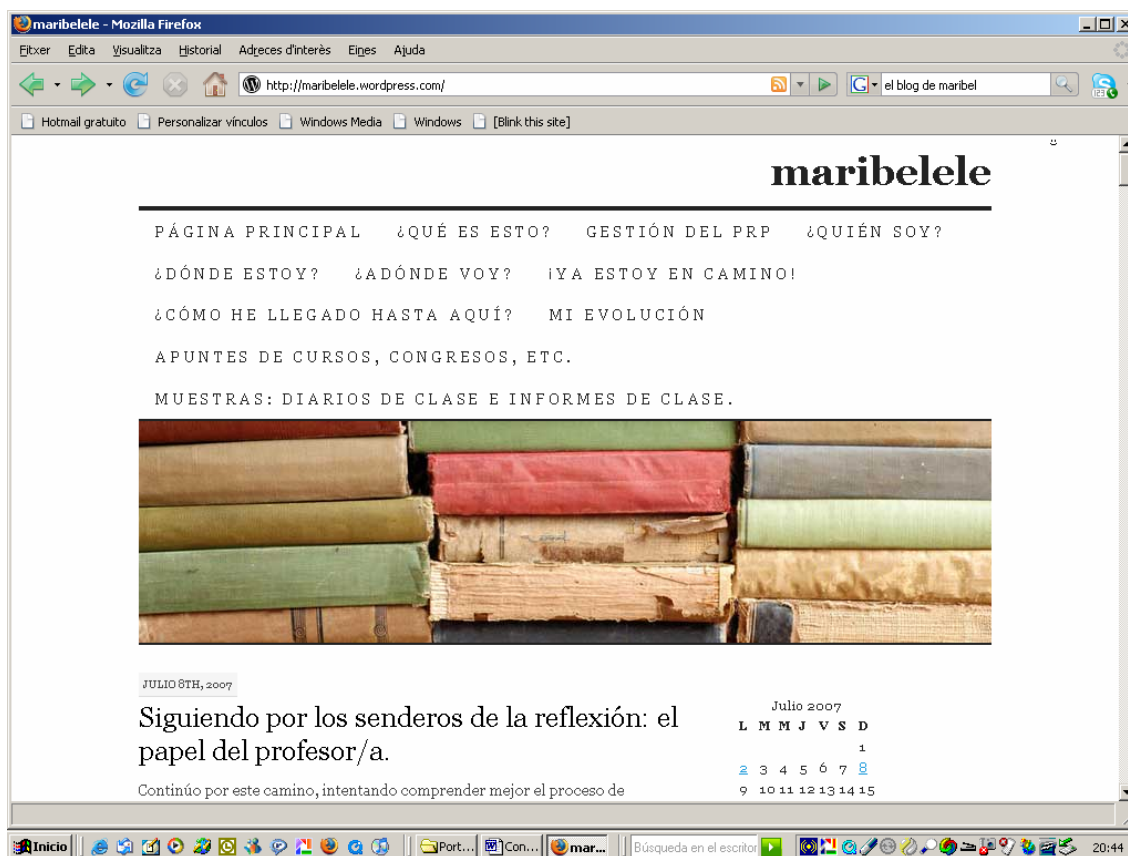 maribelele - Mozilla Firefox
Fitxer Edita Visualitza Historial Adreces d'interès Eines Ajuda
http://maribelele.wordpress.com/ G el blog de maribel
Hotmail gratuito Personalizar vínculos Windows Media Windows [Blink this site]
maribelele
PÁGINA PRINCIPAL ¿QUÉ ES ESTO? GESTIÓN DEL PRP ¿QUIÉN SOY?
¿DÓNDE ESTOY? ¿ADÓNDE VOY? ¡YA ESTOY EN CAMINO!
¿CÓMO HE LLEGADO HASTA AQUÍ? MI EVOLUCIÓN
APUNTES DE CURSOS, CONGRESOS, ETC.
MUESTRAS: DIARIOS DE CLASE E INFORMES DE CLASE.
JULIO 8TH, 2007
Siguiendo por los senderos de la reflexión: el
papel del profesor/a.
Continúo por este camino, intentando comprender mejor el proceso de
Julio 2007
L M M J V S D
1
2 3 4 5 6 7 8
9 10 11 12 13 14 15
Inicio Port... Con... mar... Búsqueda en el escritor 20:44